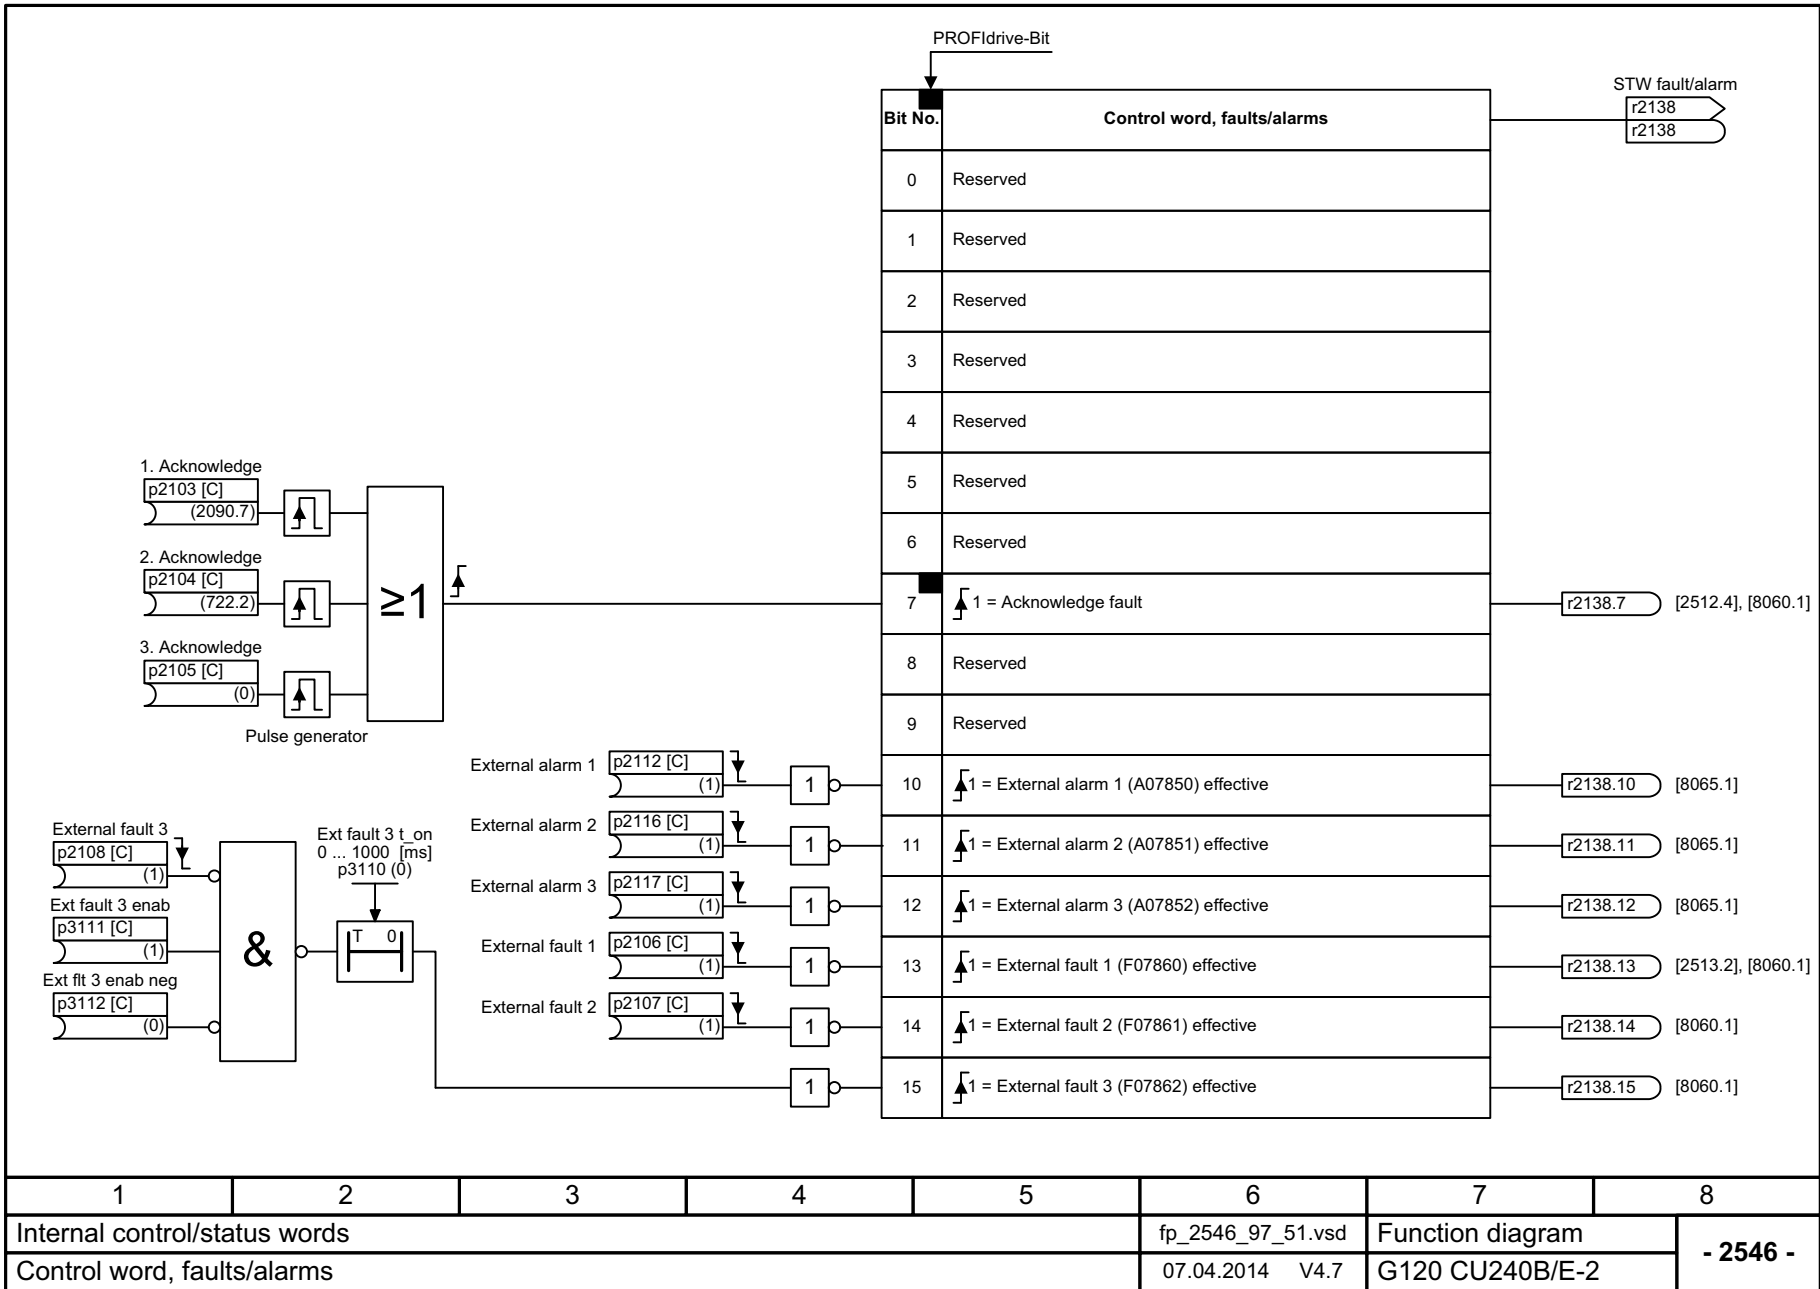 PROFIdrive-Bit
STW fault/alarm
r2138
r2138
Bit No. Control word, faults/alarms
0 Reserved
1 Reserved
2 Reserved
3 Reserved
4 Reserved
5 Reserved
6 Reserved
7 1 = Acknowledge fault r2138.7 [2512.4], [8060.1]
8 Reserved
9 Reserved
10 1 = External alarm 1 (A07850) effective r2138.10 [8065.1]
11 1 = External alarm 2 (A07851) effective r2138.11 [8065.1]
12 1 = External alarm 3 (A07852) effective r2138.12 [8065.1]
13 1 = External fault 1 (F07860) effective r2138.13 [2513.2], [8060.1]
14 1 = External fault 2 (F07861) effective r2138.14 [8060.1]
15 1 = External fault 3 (F07862) effective r2138.15 [8060.1]
1. Acknowledge
p2103 [C]
(2090.7)
2. Acknowledge
p2104 [C]
(722.2)
3. Acknowledge
p2105 [C]
(0)
≥1
Pulse generator
External alarm 1 p2112 [C]
(1) 1
External alarm 2 p2116 [C]
(1) 1
External alarm 3 p2117 [C]
(1) 1
External fault 1 p2106 [C]
(1) 1
External fault 2 p2107 [C]
(1) 1
1
External fault 3
p2108 [C]
(1)
Ext fault 3 enab
p3111 [C]
(1)
Ext flt 3 enab neg
p3112 [C]
(0)
&
Ext fault 3 t_on
0 ... 1000 [ms]
p3110 (0)
T 0
1 2 3 4 5 6 7 8
Internal control/status words fp_2546_97_51.vsd Function diagram
- 2546 -
Control word, faults/alarms 07.04.2014 V4.7 G120 CU240B/E-2